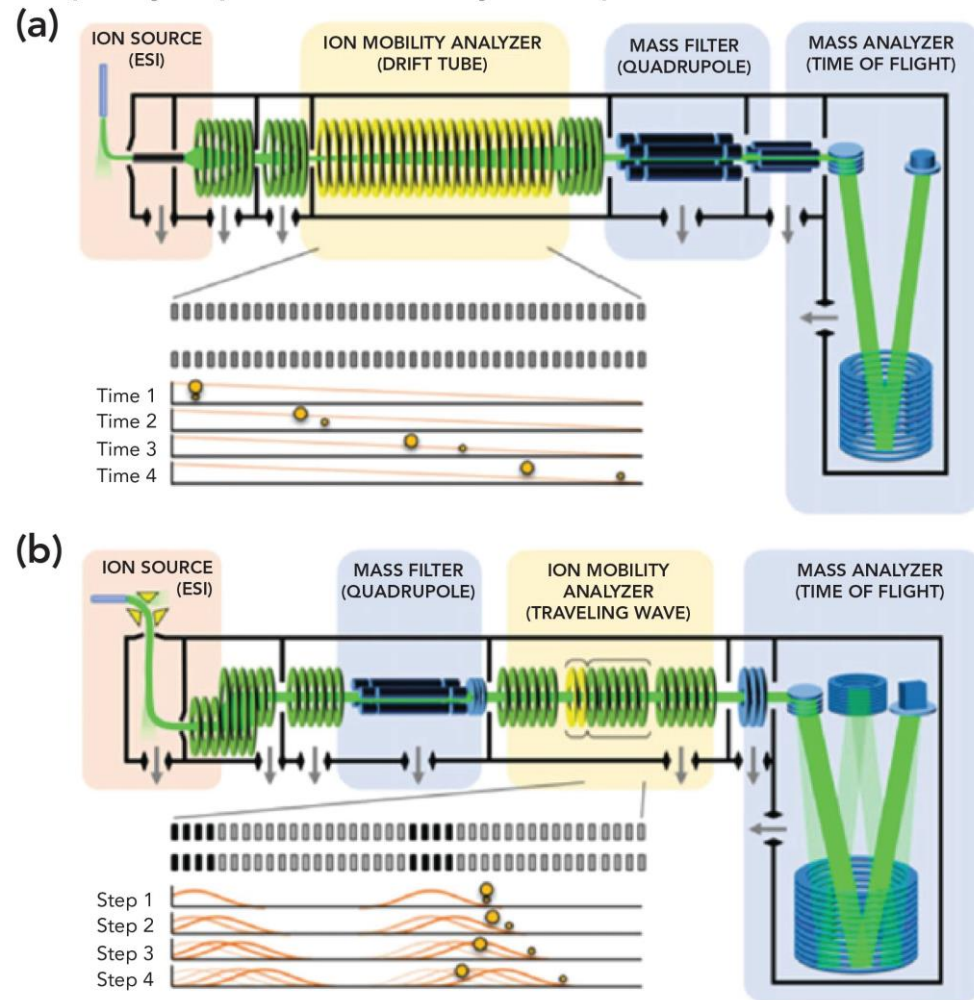 (a)
ION SOURCE
(ESI)
ION MOBILITY ANALYZER
(DRIFT TUBE)
MASS FILTER
(QUADRUPOLE)
MASS ANALYZER
(TIME OF FLIGHT)
Time 1
Time 2
Time 3
Time 4
(b)
ION SOURCE
(ESI)
MASS FILTER
(QUADRUPOLE)
ION MOBILITY
ANALYZER
(TRAVELING WAVE)
MASS ANALYZER
(TIME OF FLIGHT)
Step 1
Step 2
Step 3
Step 4